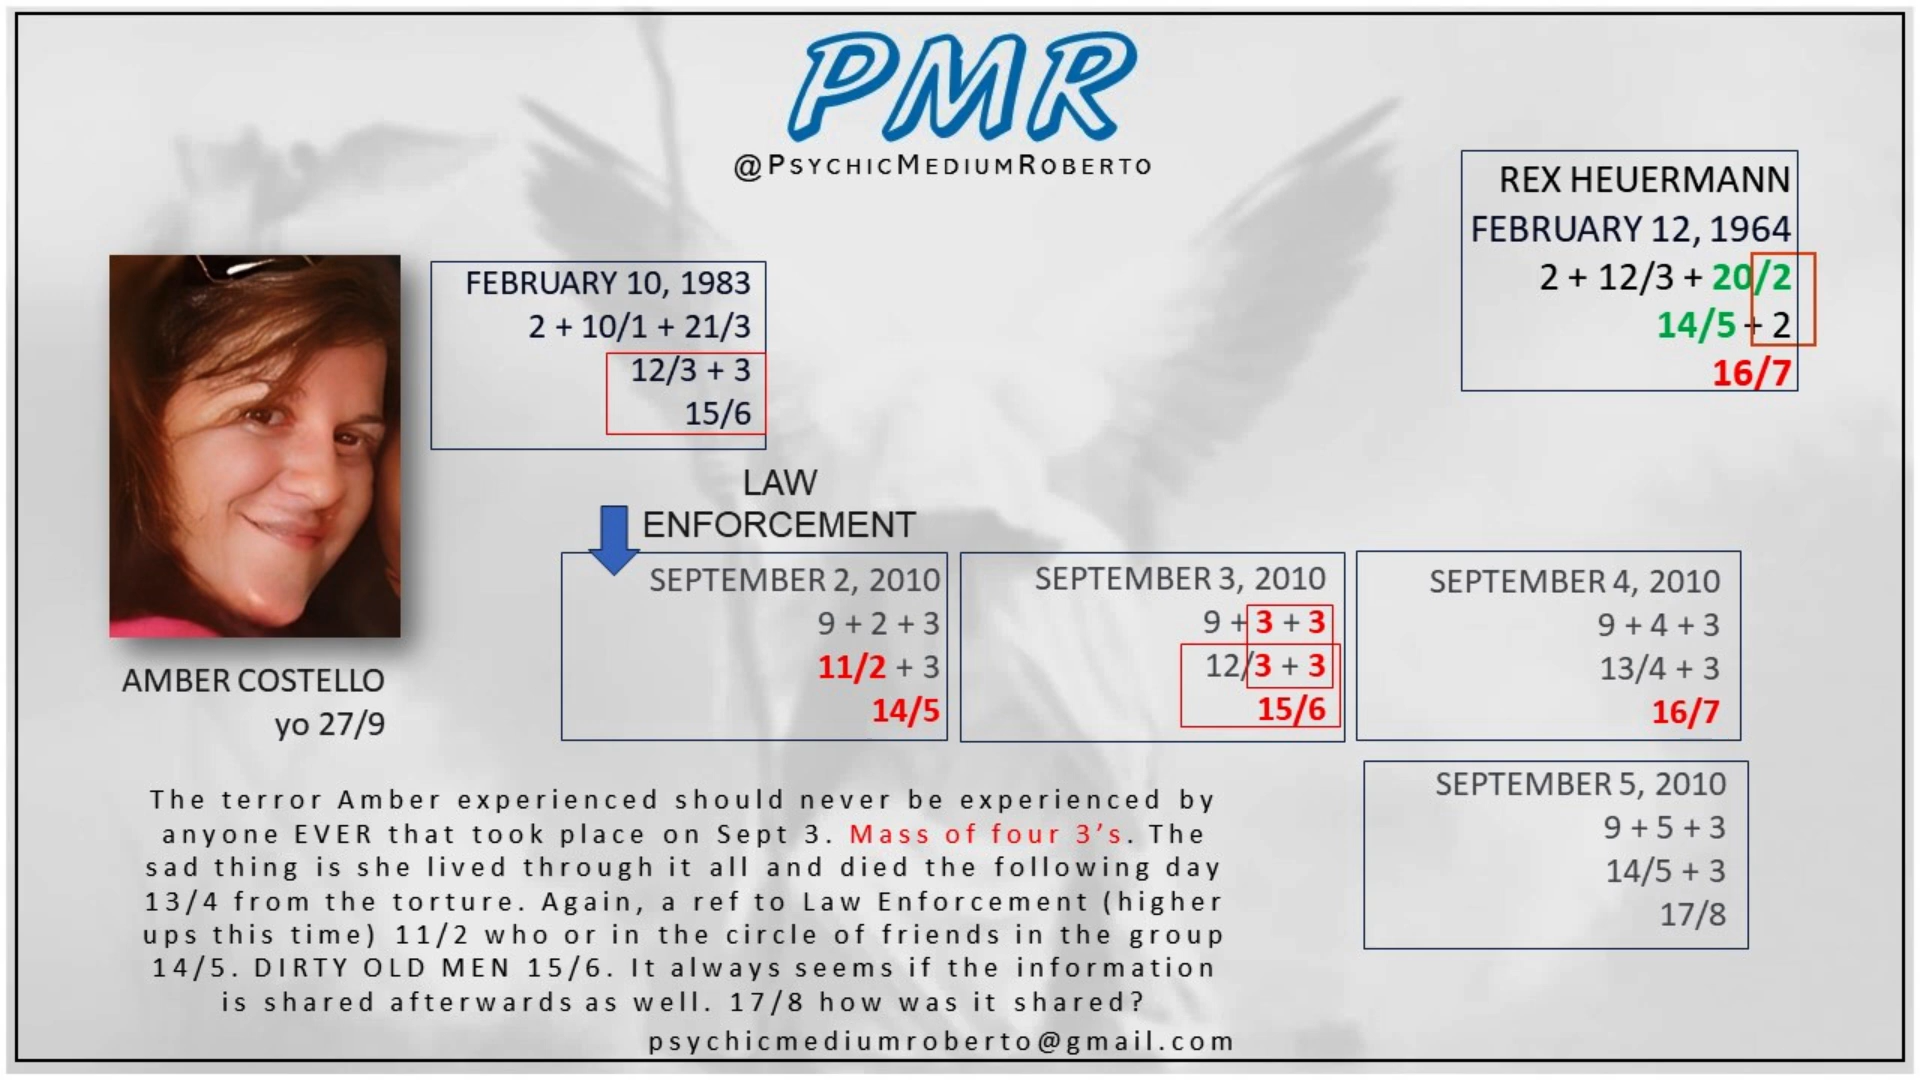 PMR
@PSYCHICMEDIUMROBERTO
REX HEUERMANN
FEBRUARY 12, 1964
2 + 12/3 + 20/2
14/5 + 2
16/7
FEBRUARY 10, 1983
2 + 10/1 + 21/3
12/3 + 3
15/6
AMBER COSTELLO
yo 27/9
LAW
ENFORCEMENT
SEPTEMBER 2, 2010
9 + 2 + 3
11/2 + 3
14/5
SEPTEMBER 3, 2010
9 + 3 + 3
12/3 + 3
15/6
SEPTEMBER 4, 2010
9 + 4 + 3
13/4 + 3
16/7
SEPTEMBER 5, 2010
9 + 5 + 3
14/5 + 3
17/8
The terror Amber experienced should never be experienced by
anyone EVER that took place on Sept 3. Mass of four 3's. The
sad thing is she lived through it all and died the following day
13/4 from the torture. Again, a ref to Law Enforcement (higher
ups this time) 11/2 who or in the circle of friends in the group
14/5. DIRTY OLD MEN 15/6. It always seems if the information
is shared afterwards as well. 17/8 how was it shared?
psychicmediumroberto@gmail.com